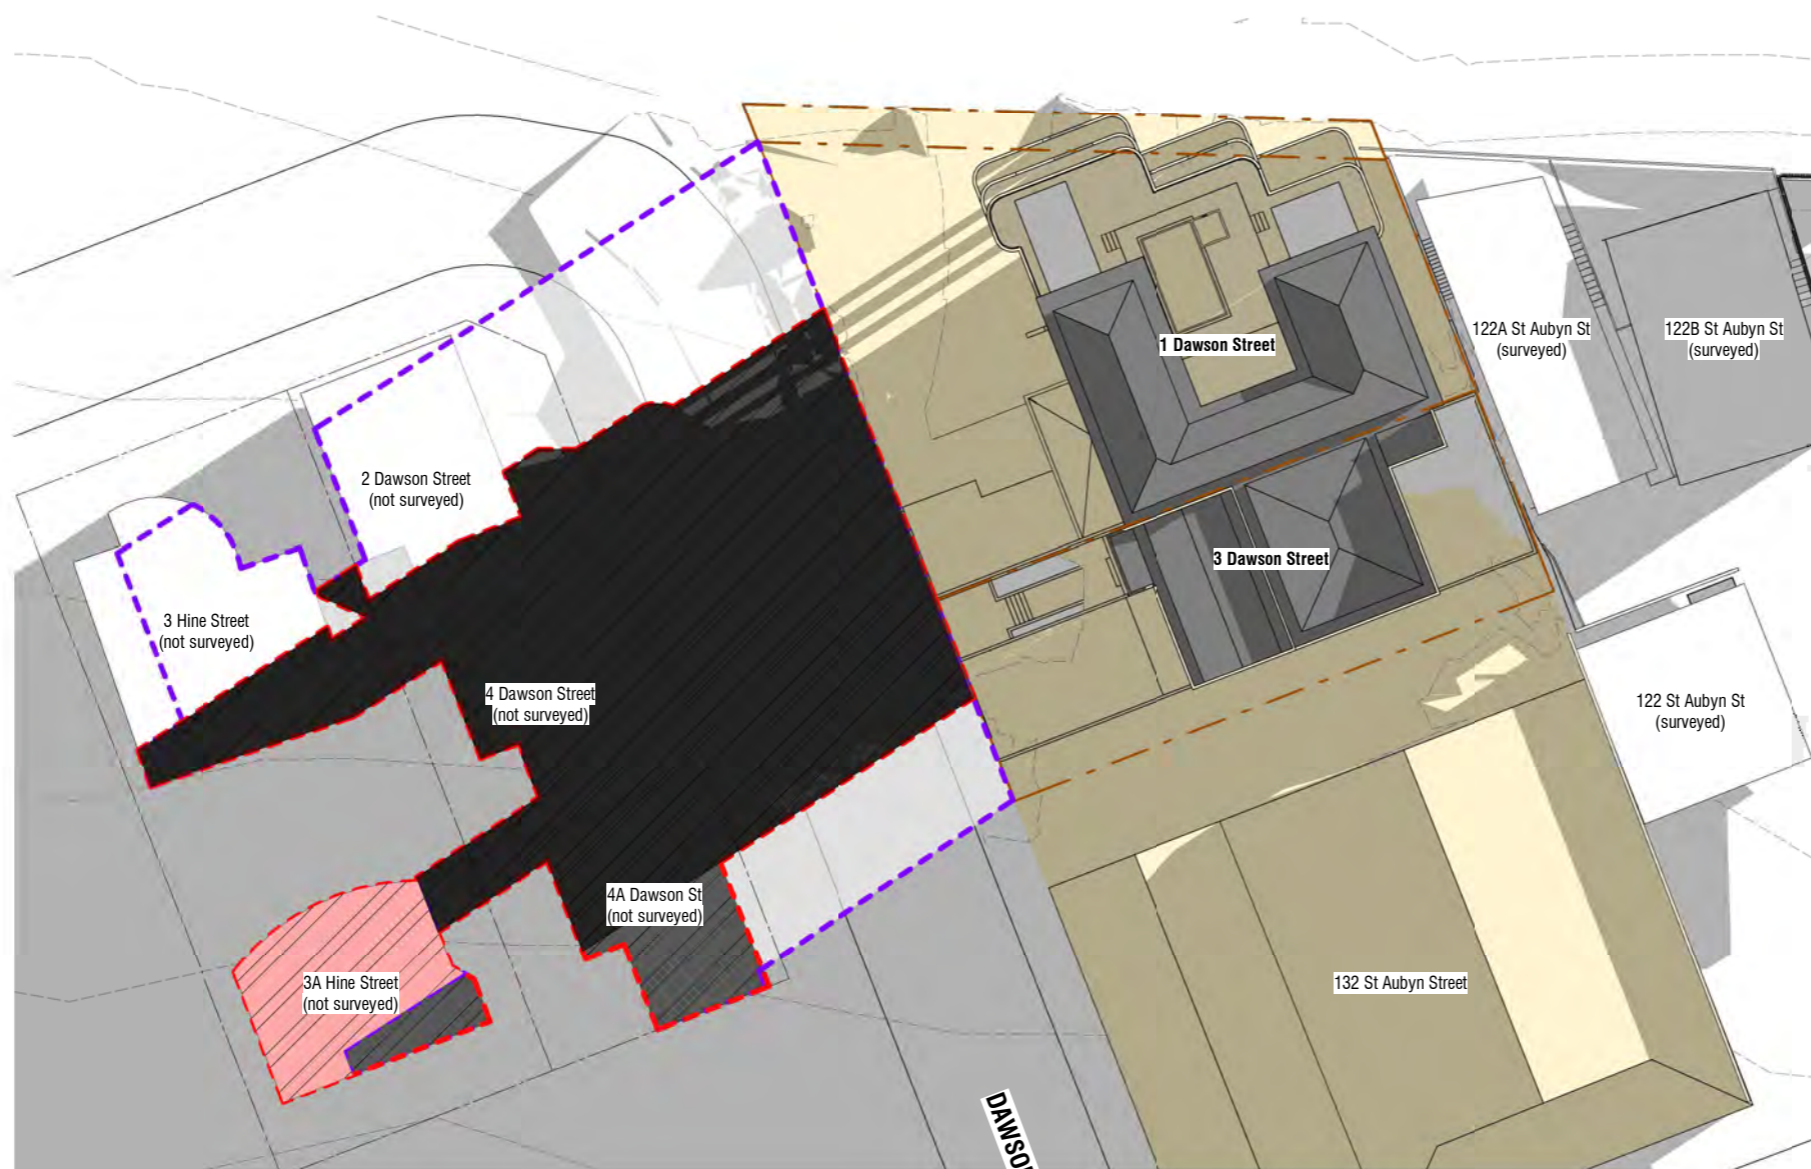 122A St Aubyn St
(surveyed)
122B St Aubyn St
(surveyed)
1 Dawson Street
2 Dawson Street
(not surveyed)
3 Dawson Street
3 Hine Street
(not surveyed)
4 Dawson Street
(not surveyed)
122 St Aubyn St
(surveyed)
4A Dawson St
(not surveyed)
3A Hine Street
(not surveyed)
132 St Aubyn Street